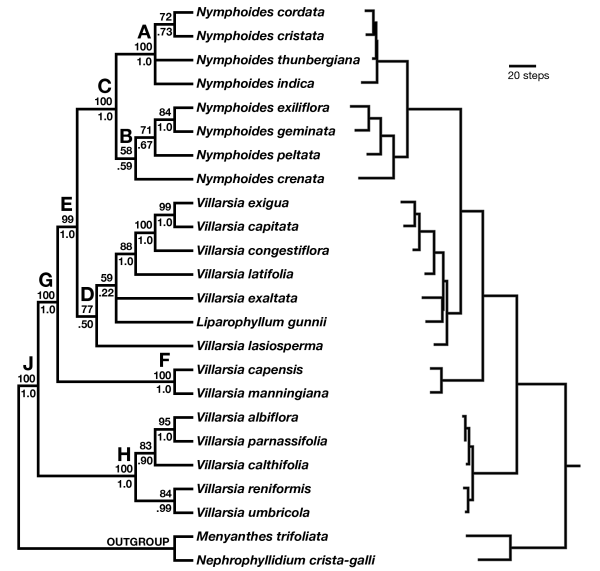 72
Nymphoides cordata
A
.73
Nymphoides cristata
100
1.0
Nymphoides thunbergiana
20 steps
C
Nymphoides indica
100
1.0
84
Nymphoides exiliflora
B
71
1.0
Nymphoides geminata
58
.67
Nymphoides peltata
.59
Nymphoides crenata
E
99
Villarsia exigua
99
1.0
100
1.0
Villarsia capitata
88
1.0
Villarsia congestiflora
1.0
Villarsia latifolia
G
D
59
.22
Villarsia exaltata
100
1.0
77
.50
Liparophyllum gunnii
Villarsia lasiosperma
J
F
Villarsia capensis
100
1.0
100
1.0
Villarsia manningiana
95
Villarsia albiflora
H
83
1.0
Villarsia parnassifolia
100
.90
Villarsia calthifolia
1.0
84
Villarsia reniformis
.99
Villarsia umbricola
OUTGROUP
Menyanthes trifoliata
Nephrophyllidium crista-galli